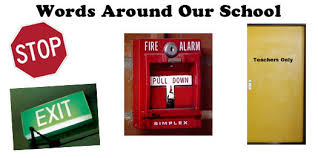 Words Around Our School
STOP
EXIT
FIRE ALARM
PULL DOWN
SIMPLEX
Teachers Only